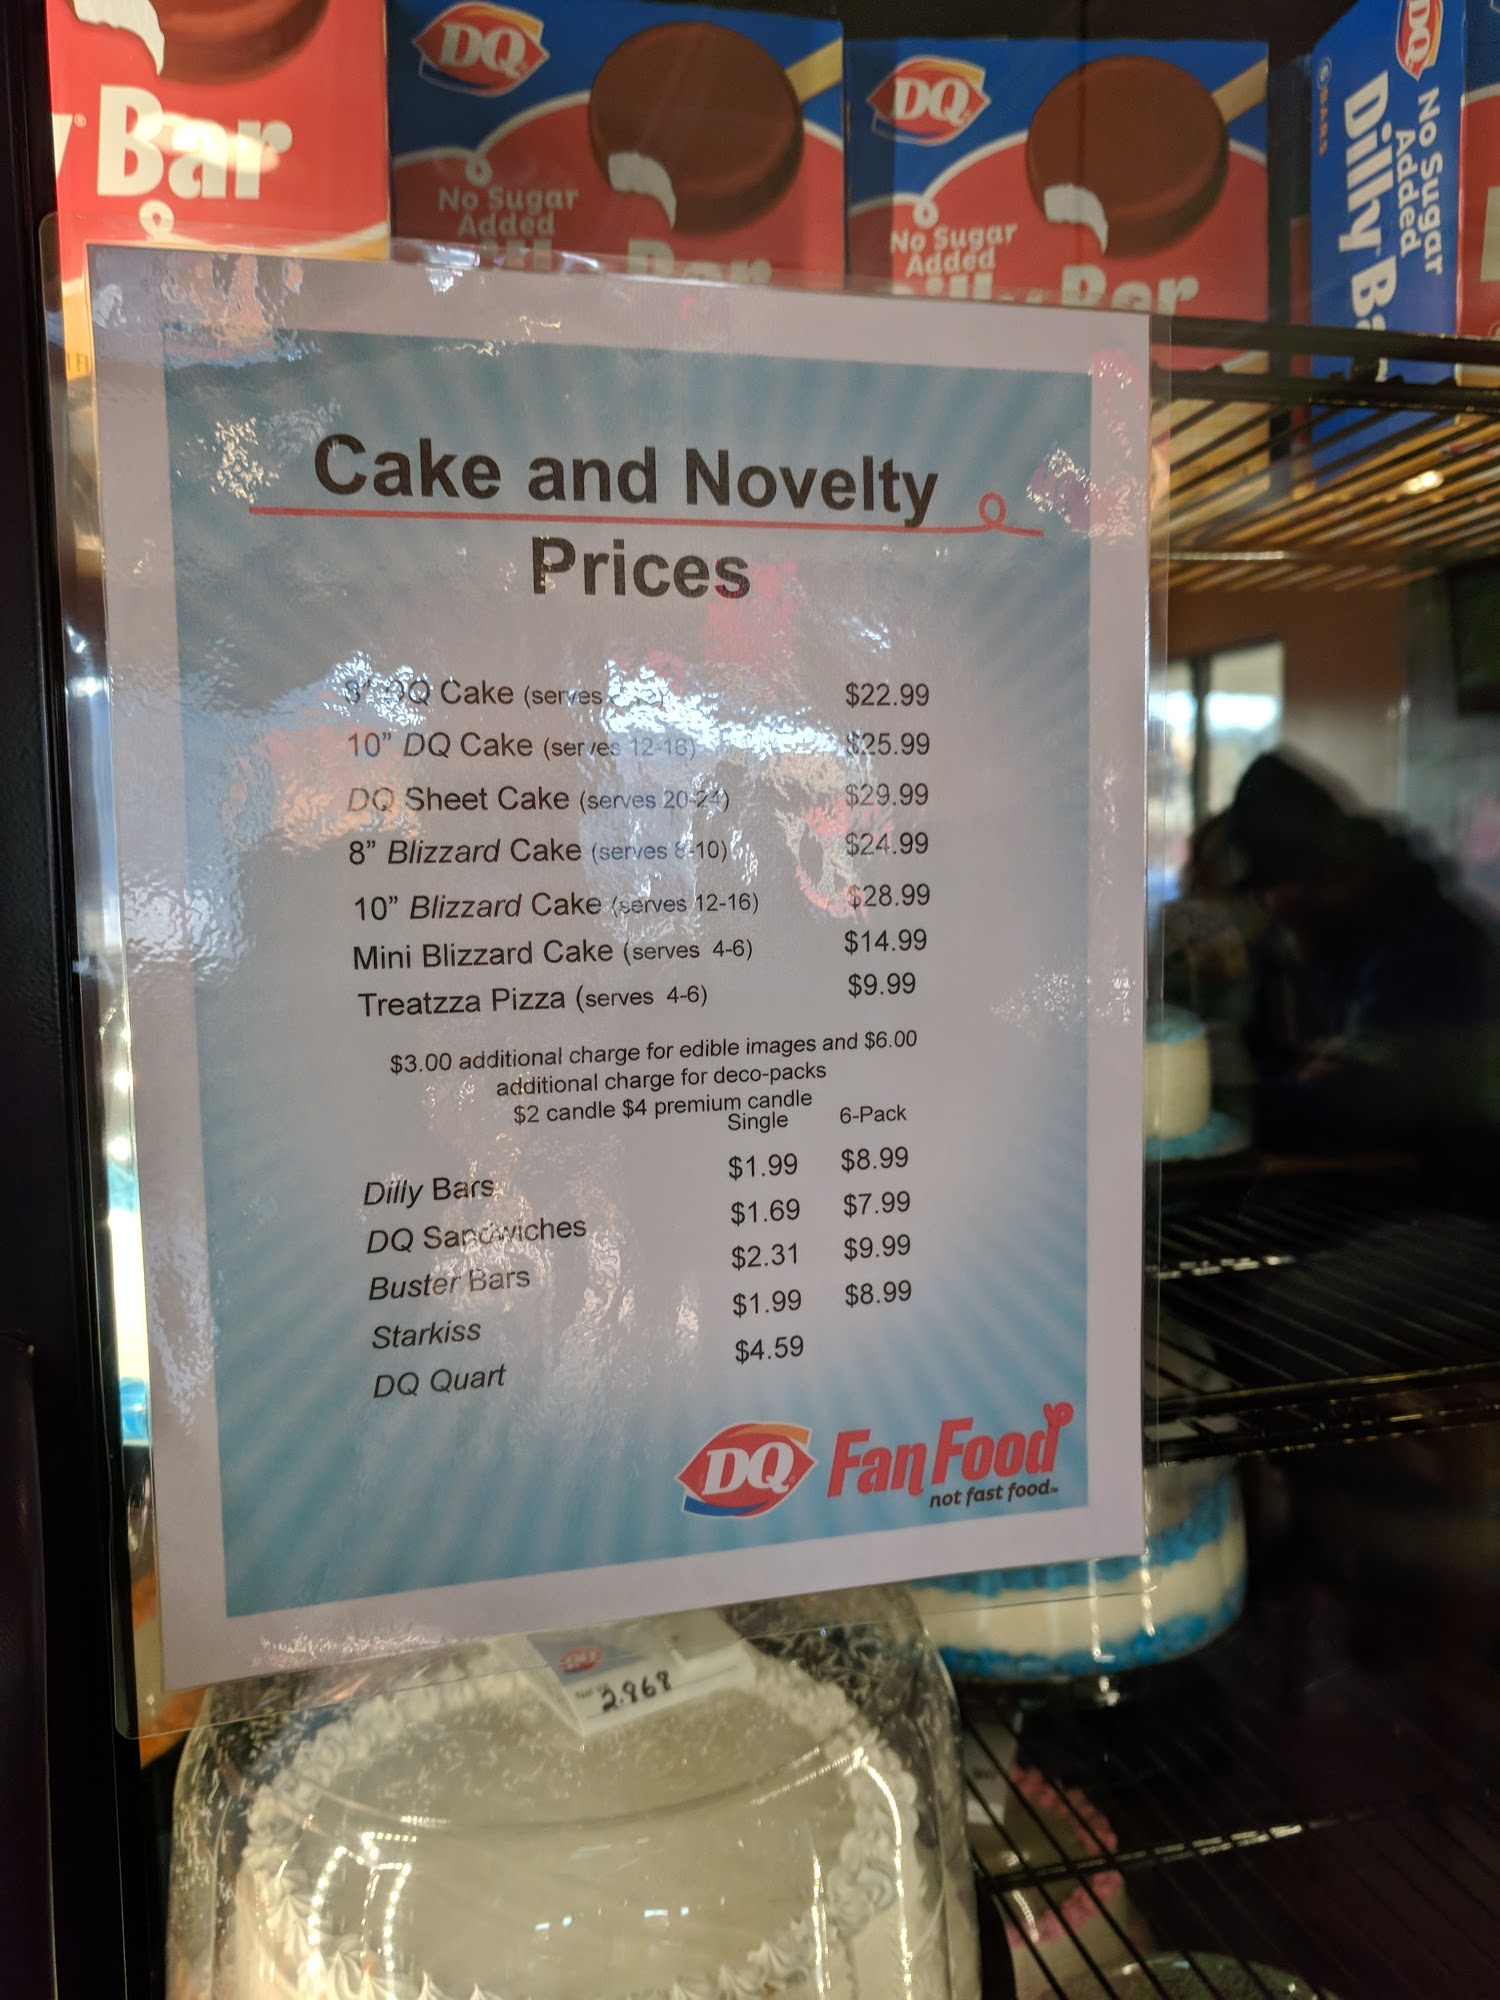 Bar
DQ
No Sugar
Added
DQ
No Sugar
Added
DQ
No Sugar
Added
Dilly
6 BARS
Cake and Novelty
Prices
DQ Cake (serves
$22.99
10" DQ Cake (serves 12-16)
$25.99
DQ Sheet Cake (serves 20-24)
$29.99
8" Blizzard Cake (serves 8-10)
$24.99
10" Blizzard Cake (serves 12-16)
$28.99
Mini Blizzard Cake (serves 4-6)
$14.99
Treatzza Pizza (serves 4-6)
$9.99
$3.00 additional charge for edible images and $6.00
additional charge for deco-packs
$2 candle $4 premium candle
Single 6-Pack
Dilly Bars $1.99 $8.99
DQ Sandwiches $1.69 $7.99
Buster Bars $2.31 $9.99
Starkiss $1.99 $8.99
DQ Quart $4.59
DQ Fan Food
not fast food™
2.968